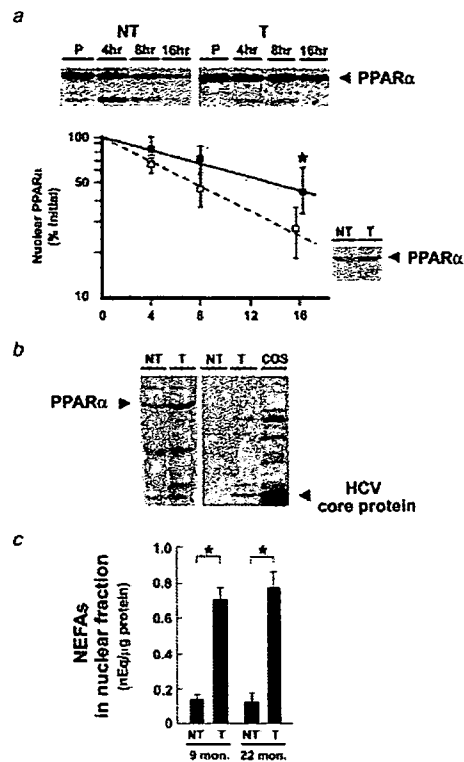 a
NT T
P 4hr 8hr 16hr P 4hr 8hr 16hr
PPARα
Nuclear PPARα
(% Initial)
100
50
10
0 4 8 12 16
*
NT T
PPARα
b
NT T NT T COS
PPARα
HCV
core protein
c
NEFAs
in nuclear fraction
(nEq/μg protein)
1.0
0.8
0.6
0.4
0.2
0
* *
NT T NT T
9 mon. 22 mon.